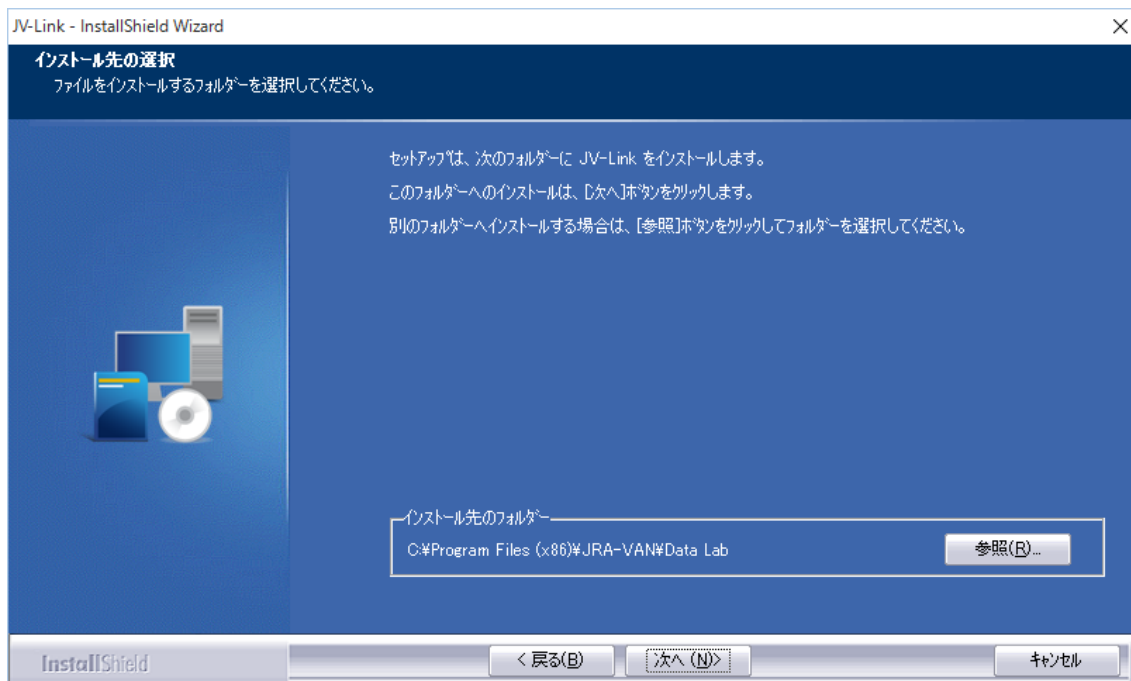 JV-Link - InstallShield Wizard
インストール先の選択
ファイルをインストールするフォルダーを選択してください。
セットアップは、次のフォルダーに JV-Link をインストールします。
このフォルダーへのインストールは、[次へ]ボタンをクリックします。
別のフォルダーへインストールする場合は、[参照]ボタンをクリックしてフォルダーを選択してください。
インストール先のフォルダー
C:¥Program Files (x86)¥JRA-VAN¥Data Lab
参照(R)...
InstallShield
< 戻る(B)
次へ (N)>
キャンセル